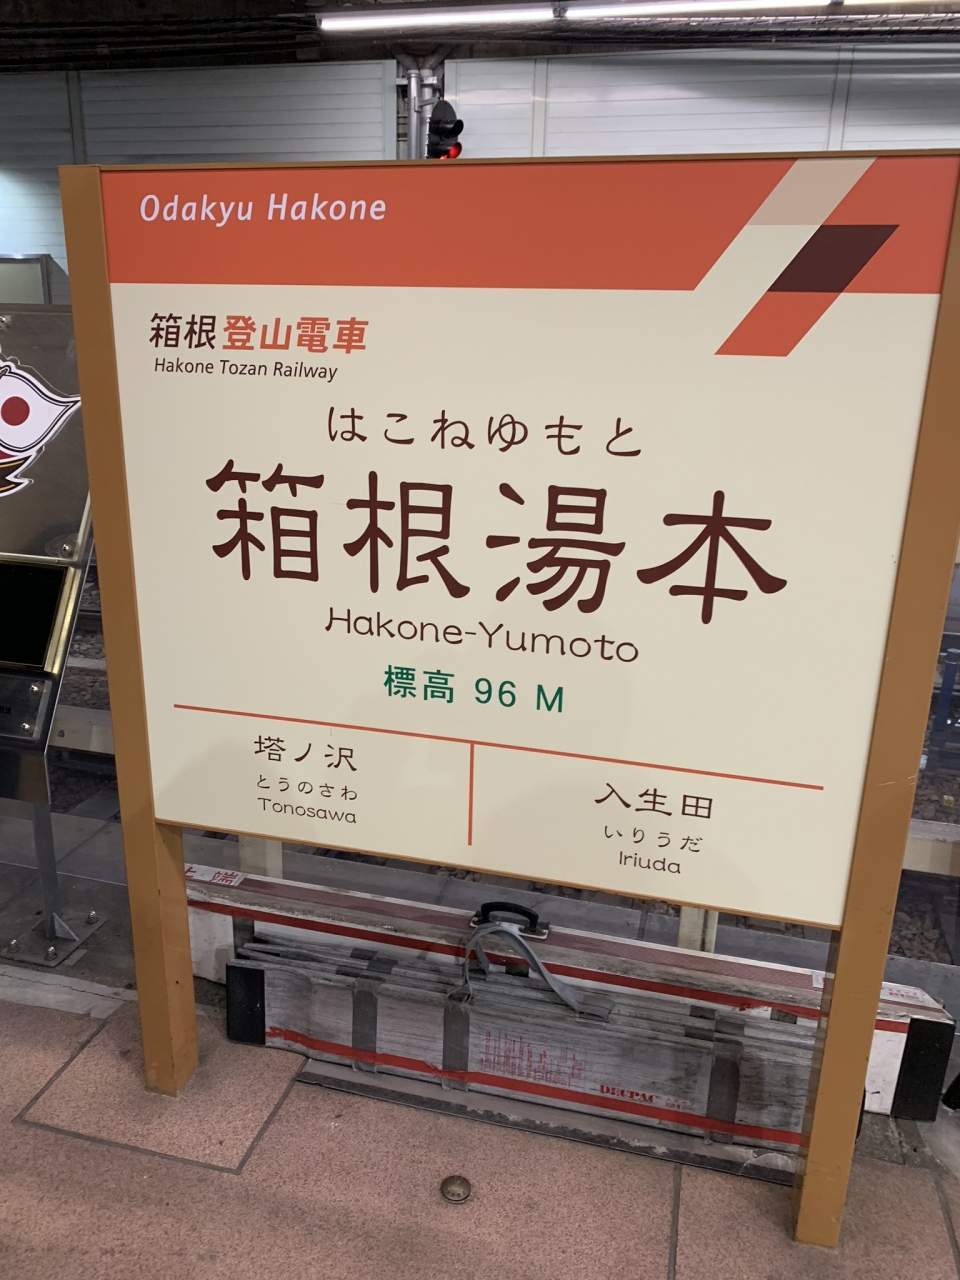 Odakyu Hakone
箱根登山電車
Hakone Tozan Railway
はこねゆもと
箱根湯本
Hakone-Yumoto
標高 96 M
塔ノ沢
とうのさわ
Tonosawa
入生田
いりうだ
Iriuda
端
DECPAC